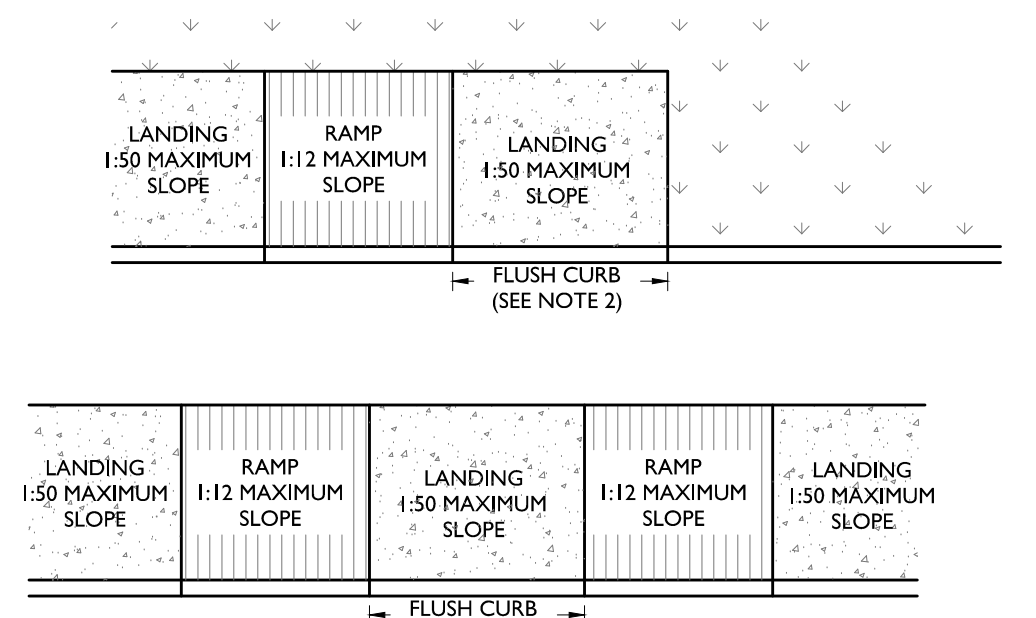 LANDING
1:50 MAXIMUM
SLOPE
RAMP
1:12 MAXIMUM
SLOPE
LANDING
1:50 MAXIMUM
SLOPE
FLUSH CURB
(SEE NOTE 2)
LANDING
1:50 MAXIMUM
SLOPE
RAMP
1:12 MAXIMUM
SLOPE
LANDING
1:50 MAXIMUM
SLOPE
RAMP
1:12 MAXIMUM
SLOPE
LANDING
1:50 MAXIMUM
SLOPE
FLUSH CURB